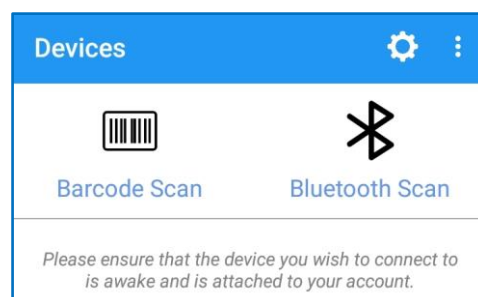 Devices
Barcode Scan
Bluetooth Scan
Please ensure that the device you wish to connect to
is awake and is attached to your account.